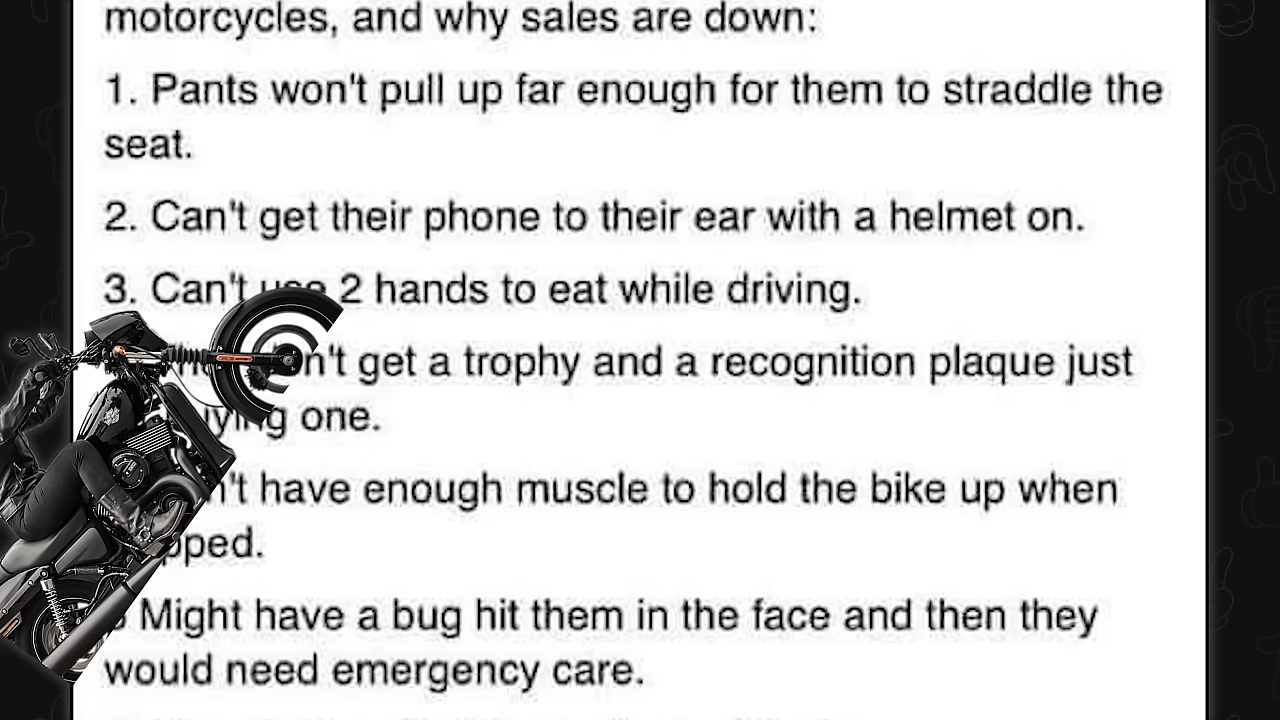 motorcycles, and why sales are down:
1. Pants won't pull up far enough for them to straddle the
seat.
2. Can't get their phone to their ear with a helmet on.
3. Can't use 2 hands to eat while driving.
get a trophy and a recognition plaque just
one.
have enough muscle to hold the bike up when
Might have a bug hit them in the face and then they
would need emergency care.